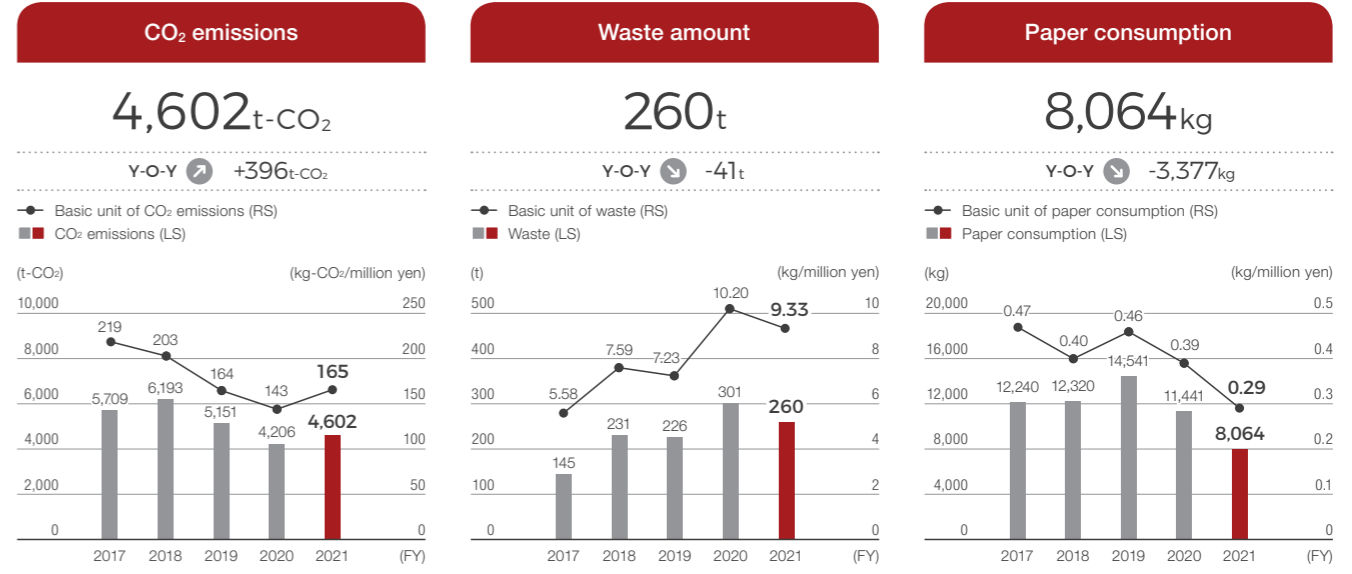 CO₂ emissions
4,602t-CO₂
Y-O-Y +396t-CO₂
Basic unit of CO₂ emissions (RS)
CO₂ emissions (LS)
(t-CO₂) (kg-CO₂/million yen)
10,000 250
219
203
8,000 200
164
143
165
6,000 150
5,709
6,193
5,151
4,206
4,602
4,000 100
2,000 50
0 0
2017 2018 2019 2020 2021 (FY)
Waste amount
260t
Y-O-Y -41t
Basic unit of waste (RS)
Waste (LS)
(t) (kg/million yen)
500 10
10.20
9.33
400 8
7.59
7.23
5.58
300 6
301
260
231
226
200 4
145
100 2
0 0
2017 2018 2019 2020 2021 (FY)
Paper consumption
8,064kg
Y-O-Y -3,377kg
Basic unit of paper consumption (RS)
Paper consumption (LS)
(kg) (kg/million yen)
20,000 0.5
0.47
0.46
0.40
0.39
16,000 0.4
14,541
12,240
12,320
11,441
0.29
12,000 0.3
8,064
8,000 0.2
4,000 0.1
0 0
2017 2018 2019 2020 2021 (FY)